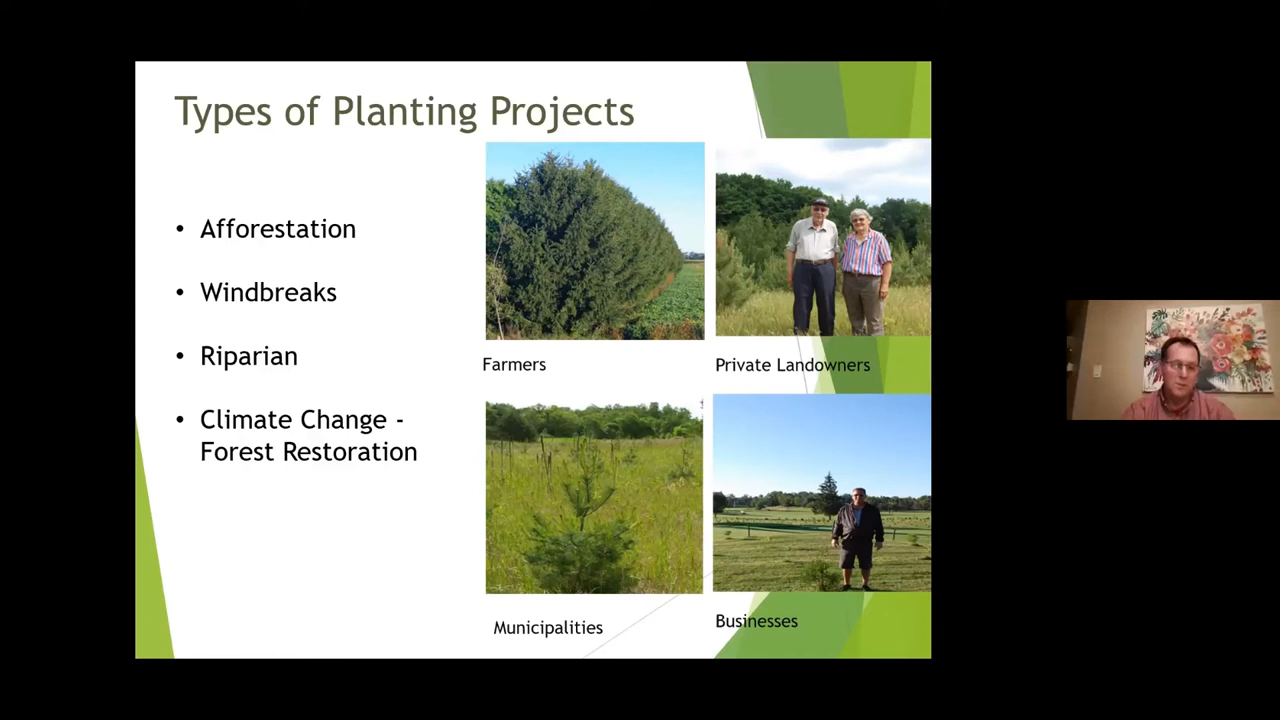 Types of Planting Projects
• Afforestation
• Windbreaks
• Riparian
• Climate Change -
Forest Restoration
Farmers
Private Landowners
Municipalities
Businesses